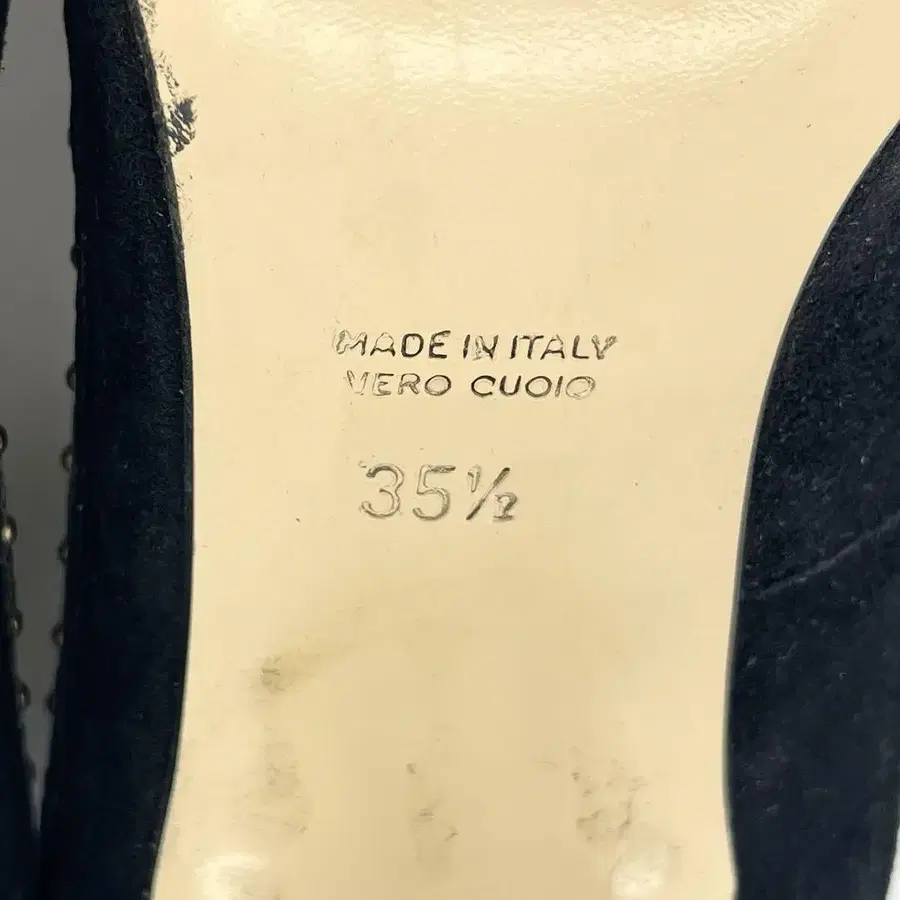 MADE IN ITALY
VERO CUOIO
35½